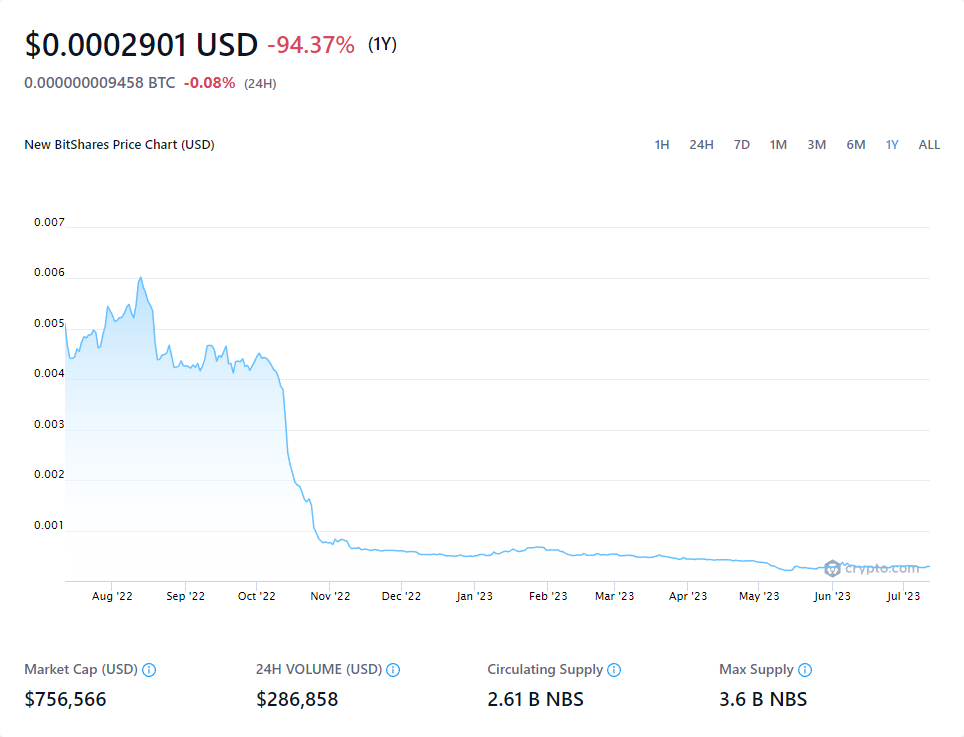 $0.0002901 USD -94.37% (1Y)
0.000000009458 BTC -0.08% (24H)
New BitShares Price Chart (USD) 1H 24H 7D 1M 3M 6M 1Y ALL
0.007
0.006
0.005
0.004
0.003
0.002
0.001
crypto.com
Aug '22 Sep '22 Oct '22 Nov '22 Dec '22 Jan '23 Feb '23 Mar '23 Apr '23 May '23 Jun '23 Jul '23
Market Cap (USD) 24H VOLUME (USD) Circulating Supply Max Supply
$756,566 $286,858 2.61 B NBS 3.6 B NBS